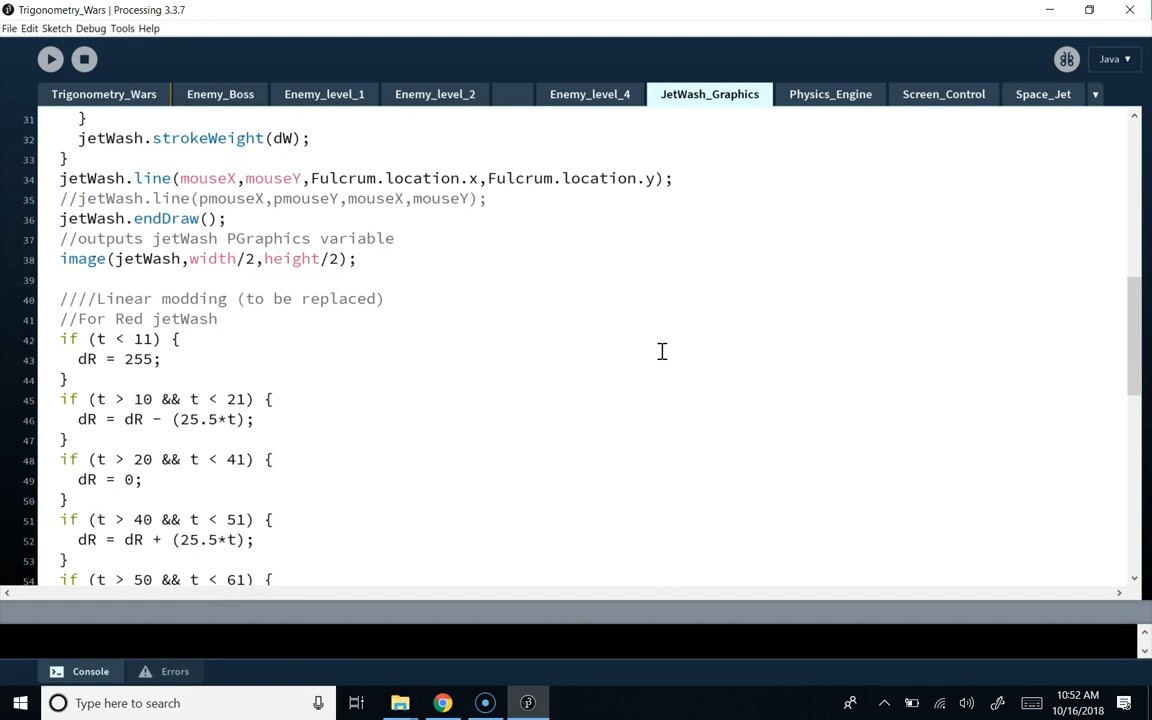 Trigonometry_Wars | Processing 3.3.7
File Edit Sketch Debug Tools Help
Java ▼
Trigonometry_Wars Enemy_Boss Enemy_level_1 Enemy_level_2 Enemy_level_4 JetWash_Graphics Physics_Engine Screen_Control Space_Jet ▼
31 }
32 jetWash.strokeWeight(dW);
33 }
34 jetWash.line(mouseX,mouseY,Fulcrum.location.x,Fulcrum.location.y);
35 //jetWash.line(pmouseX,pmouseY,mouseX,mouseY);
36 jetWash.endDraw();
37 //outputs jetWash PGraphics variable
38 image(jetWash,width/2,height/2);
39
40 ////Linear modding (to be replaced)
41 //For Red jetWash
42 if (t < 11) {
43 dR = 255;
44 }
45 if (t > 10 && t < 21) {
46 dR = dR - (25.5*t);
47 }
48 if (t > 20 && t < 41) {
49 dR = 0;
50 }
51 if (t > 40 && t < 51) {
52 dR = dR + (25.5*t);
53 }
54 if (t > 50 && t < 61) {
Console Errors
Type here to search
10:52 AM
10/16/2018